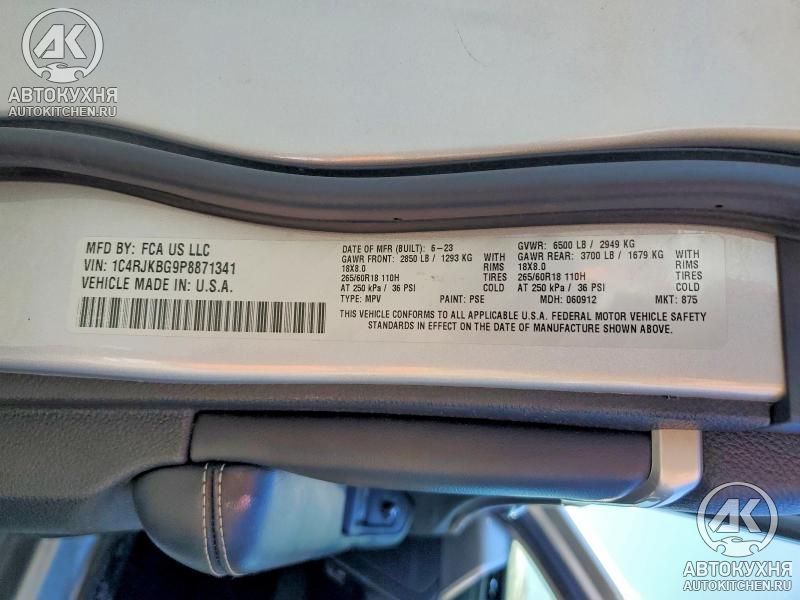 AK
АВТОКУХНЯ
AUTOKITCHEN.RU
MFD BY: FCA US LLC
VIN: 1C4RJKBG9P8871341
VEHICLE MADE IN: U.S.A.
DATE OF MFR (BUILT): 6-23
GAWR FRONT: 2850 LB / 1293 KG WITH
18X8.0 RIMS
265/60R18 110H TIRES
AT 250 kPa / 36 PSI COLD
TYPE: MPV PAINT: PSE
GVWR: 6500 LB / 2949 KG
GAWR REAR: 3700 LB / 1679 KG WITH
18X8.0 RIMS
265/60R18 110H TIRES
AT 250 kPa / 36 PSI COLD
MDH: 060912 MKT: 875
THIS VEHICLE CONFORMS TO ALL APPLICABLE U.S.A. FEDERAL MOTOR VEHICLE SAFETY
STANDARDS IN EFFECT ON THE DATE OF MANUFACTURE SHOWN ABOVE.
AK
АВТОКУХНЯ
AUTOKITCHEN.RU